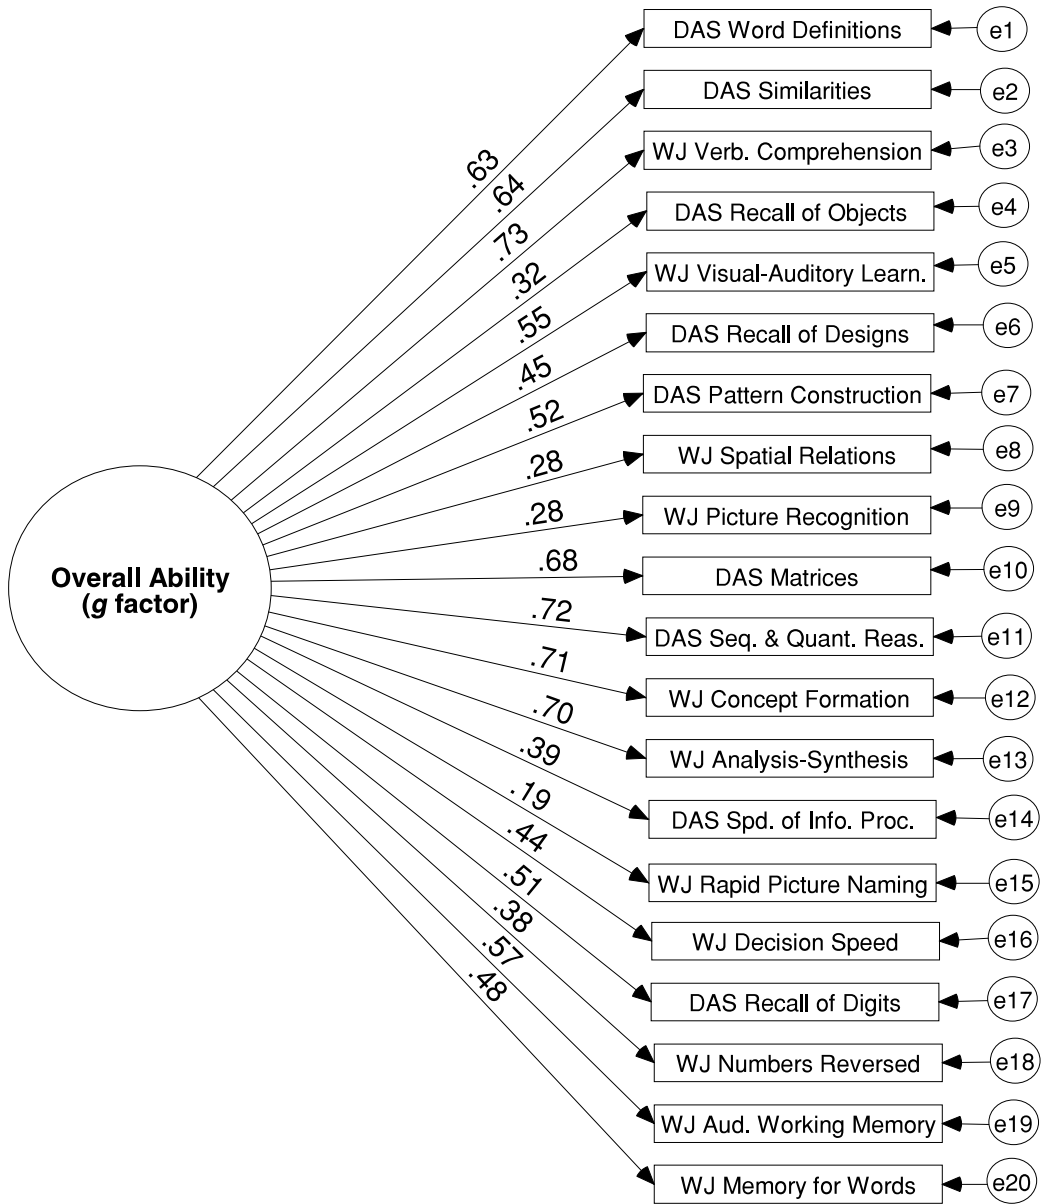 DAS Word Definitions e1
DAS Similarities e2
WJ Verb. Comprehension e3
DAS Recall of Objects e4
WJ Visual-Auditory Learn. e5
DAS Recall of Designs e6
DAS Pattern Construction e7
WJ Spatial Relations e8
WJ Picture Recognition e9
DAS Matrices e10
DAS Seq. & Quant. Reas. e11
WJ Concept Formation e12
WJ Analysis-Synthesis e13
DAS Spd. of Info. Proc. e14
WJ Rapid Picture Naming e15
WJ Decision Speed e16
DAS Recall of Digits e17
WJ Numbers Reversed e18
WJ Aud. Working Memory e19
WJ Memory for Words e20
.63
.64
.73
.32
.55
.45
.52
.28
.28
.68
.72
.71
.70
.39
.19
.44
.51
.38
.57
.48
Overall Ability
(g factor)